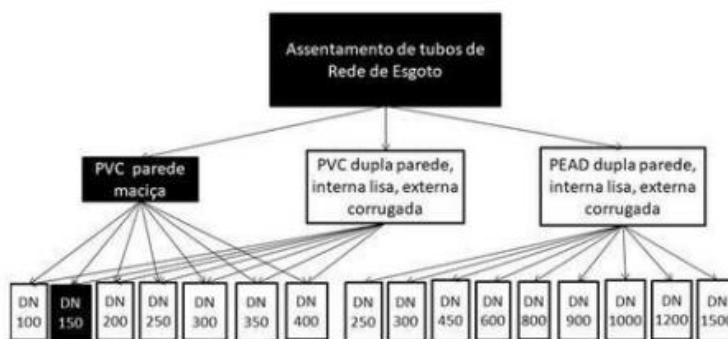 Assentamento de tubos de
Rede de Esgoto
PVC parede
maciça
PVC dupla parede,
interna lisa, externa
corrugada
PEAD dupla parede,
interna lisa, externa
corrugada
DN
100
DN
150
DN
200
DN
250
DN
300
DN
350
DN
400
DN
250
DN
300
DN
450
DN
600
DN
800
DN
900
DN
1000
DN
1200
DN
1500